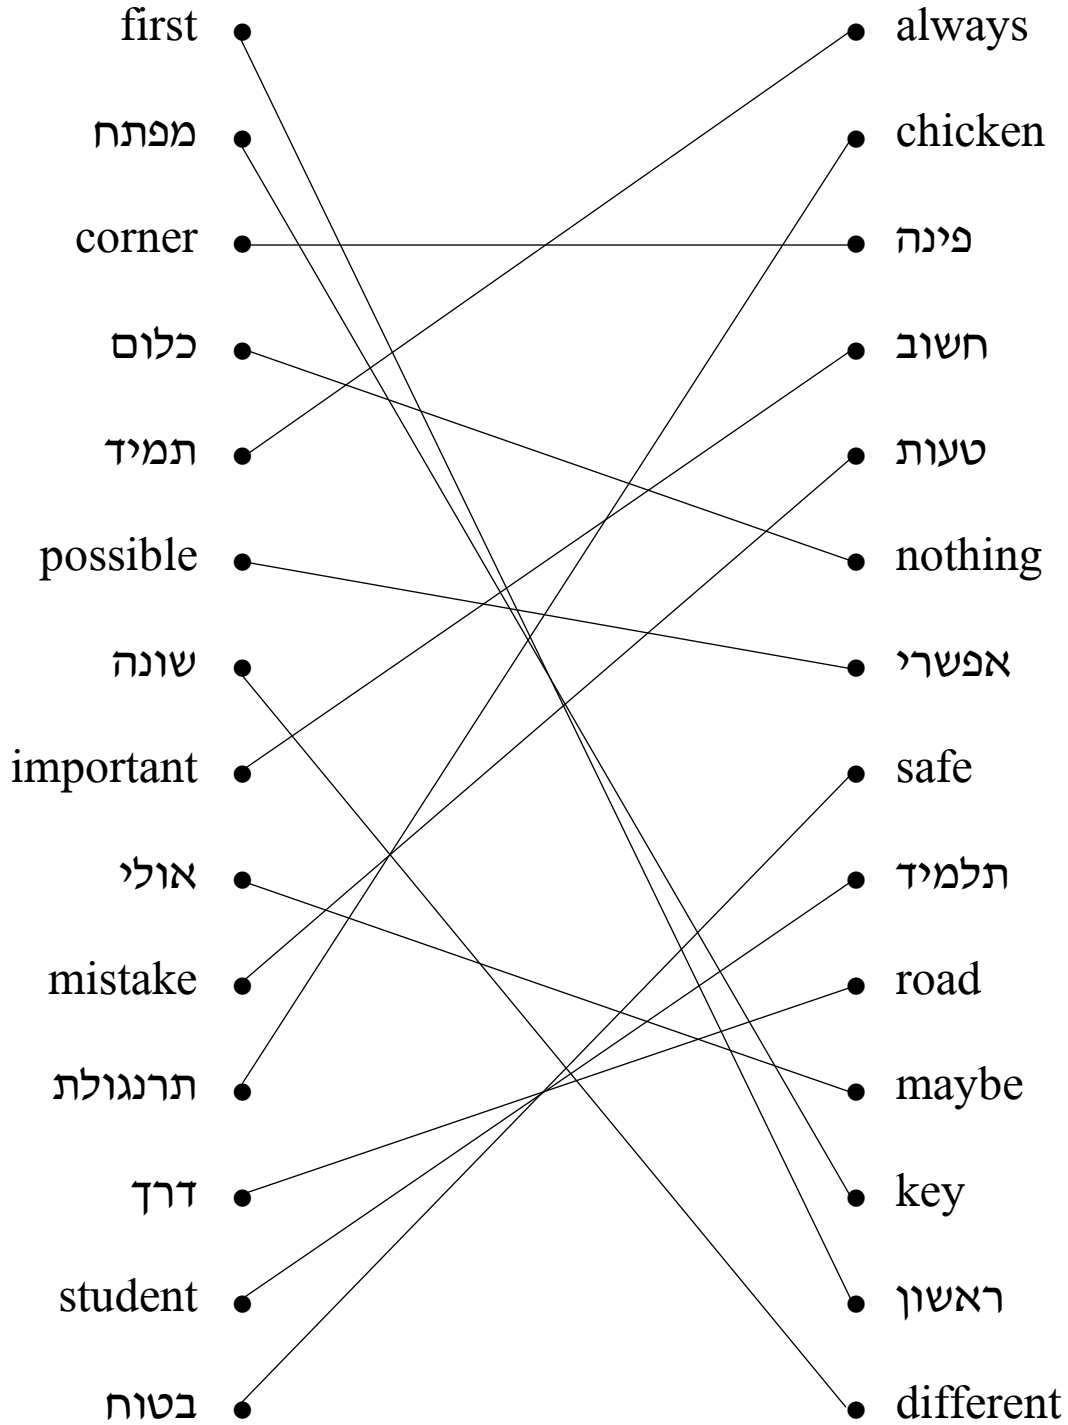 first
always
מפתח
chicken
corner
פינה
כלום
חשוב
תמיד
טעות
possible
nothing
שונה
אפשרי
important
safe
אולי
תלמיד
mistake
road
תרנגולת
maybe
דרך
key
student
ראשון
בטוח
different